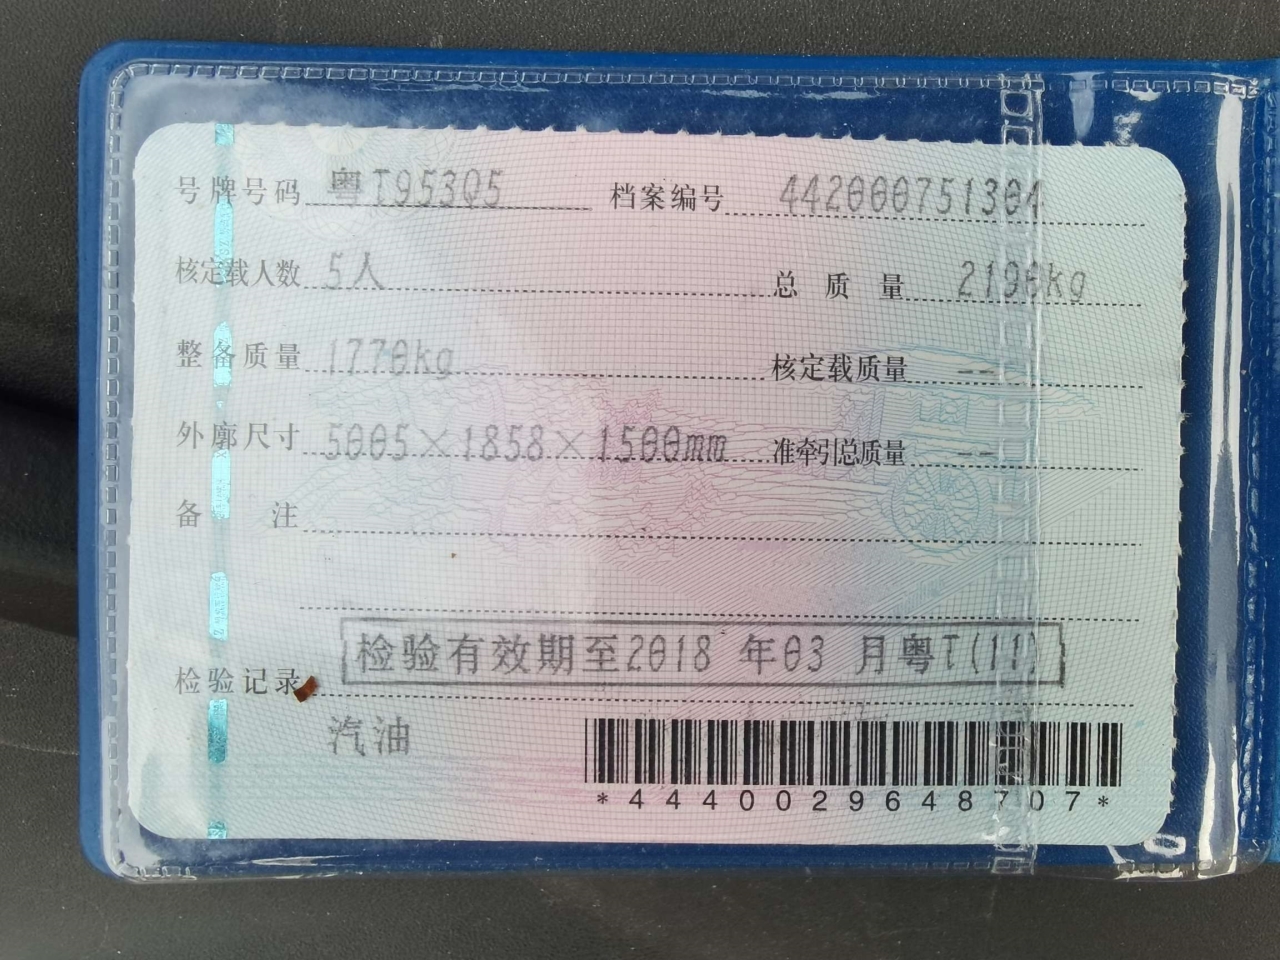 号牌号码 粤T953Q5 档案编号 442000751304
核定载人数 5人 总质量 2190kg
整备质量 1770kg 核定载质量 --
外廓尺寸 5005×1858×1500mm 准牵引总质量 --
备注
检验记录 检验有效期至2018 年03 月粤T(11)
汽油
*4440029648707*